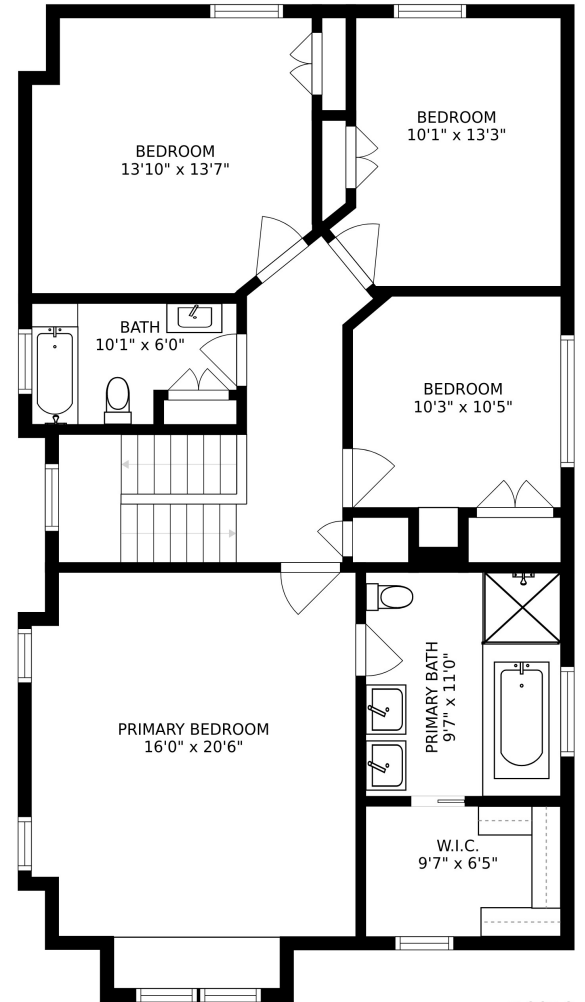 BEDROOM
10'1" x 13'3"
BEDROOM
13'10" x 13'7"
BATH
10'1" x 6'0"
BEDROOM
10'3" x 10'5"
PRIMARY BEDROOM
16'0" x 20'6"
PRIMARY BATH
9'7" x 11'0"
W.I.C.
9'7" x 6'5"